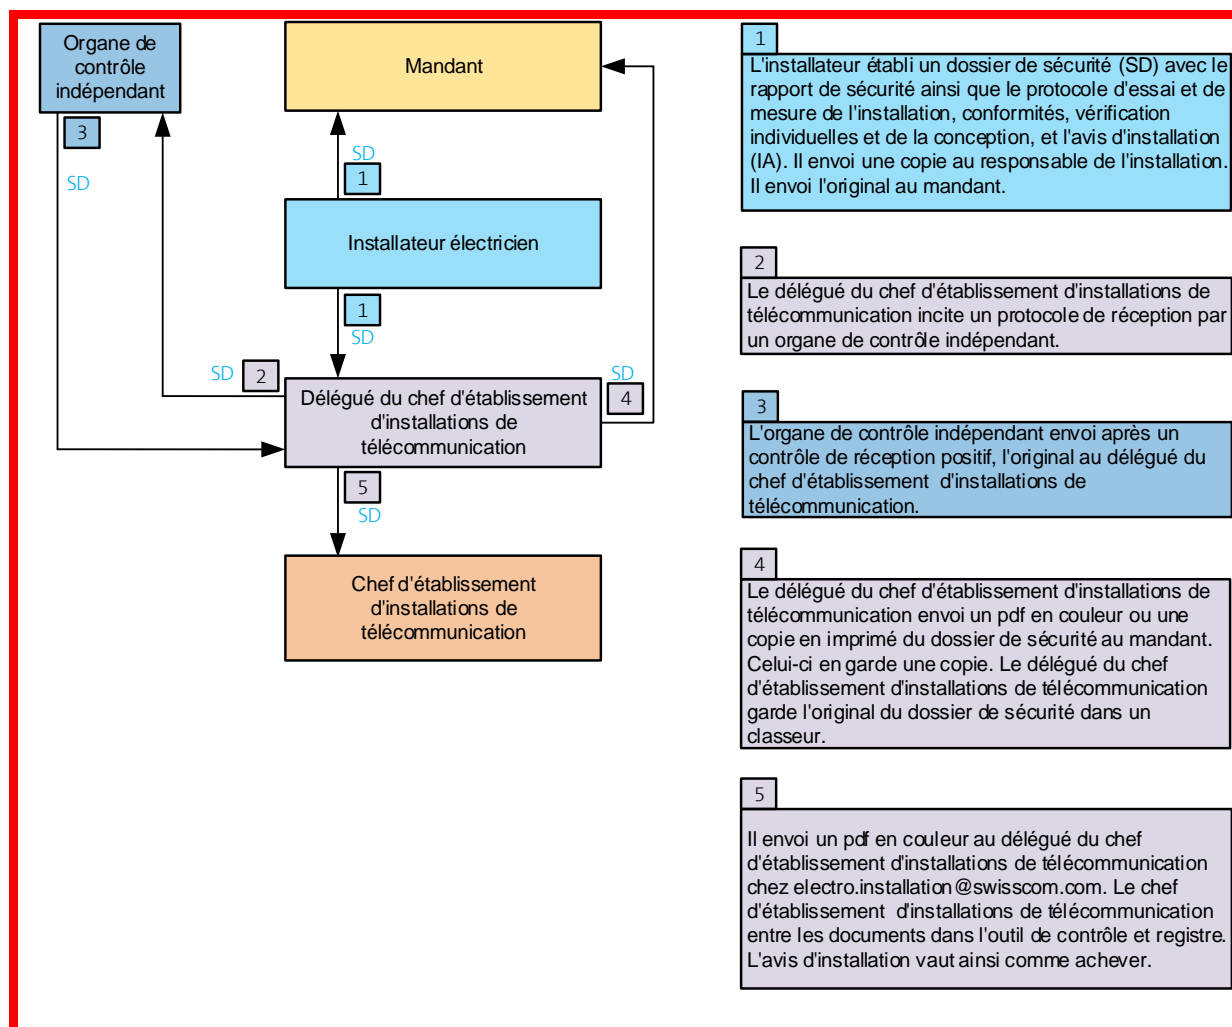 Organe de
contrôle
indépendant
3
SD
Mandant
SD
1
Installateur électricien
1
SD
SD
2
SD
4
Délégué du chef d'établissement
d'installations de
télécommunication
5
SD
Chef d'établissement
d'installations de
télécommunication
1
L'installateur établi un dossier de sécurité (SD) avec le
rapport de sécurité ainsi que le protocole d'essai et de
mesure de l'installation, conformités, vérification
individuelles et de la conception, et l'avis d'installation
(IA). Il envoi une copie au responsable de l'installation.
Il envoi l'original au mandant.
2
Le délégué du chef d'établissement d'installations de
télécommunication incite un protocole de réception par
un organe de contrôle indépendant.
3
L'organe de contrôle indépendant envoi après un
contrôle de réception positif, l'original au délégué du
chef d'établissement d'installations de
télécommunication.
4
Le délégué du chef d'établissement d'installations de
télécommunication envoi un pdf en couleur ou une
copie en imprimé du dossier de sécurité au mandant.
Celui-ci en garde une copie. Le délégué du chef
d'établissement d'installations de télécommunication
garde l'original du dossier de sécurité dans un
classeur.
5
Il envoi un pdf en couleur au délégué du chef
d'établissement d'installations de télécommunication
chez electro.installation@swisscom.com. Le chef
d'établissement d'installations de télécommunication
entre les documents dans l'outil de contrôle et registre.
L'avis d'installation vaut ainsi comme achever.